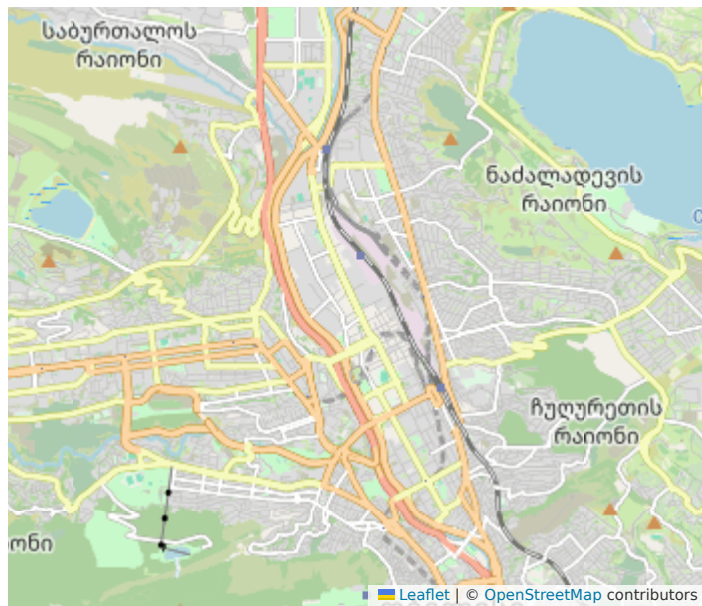 საბურთალოს
რაიონი
ნაძალადევის
რაიონი
ჩუღურეთის
რაიონი
ონი
Leaflet | © OpenStreetMap contributors